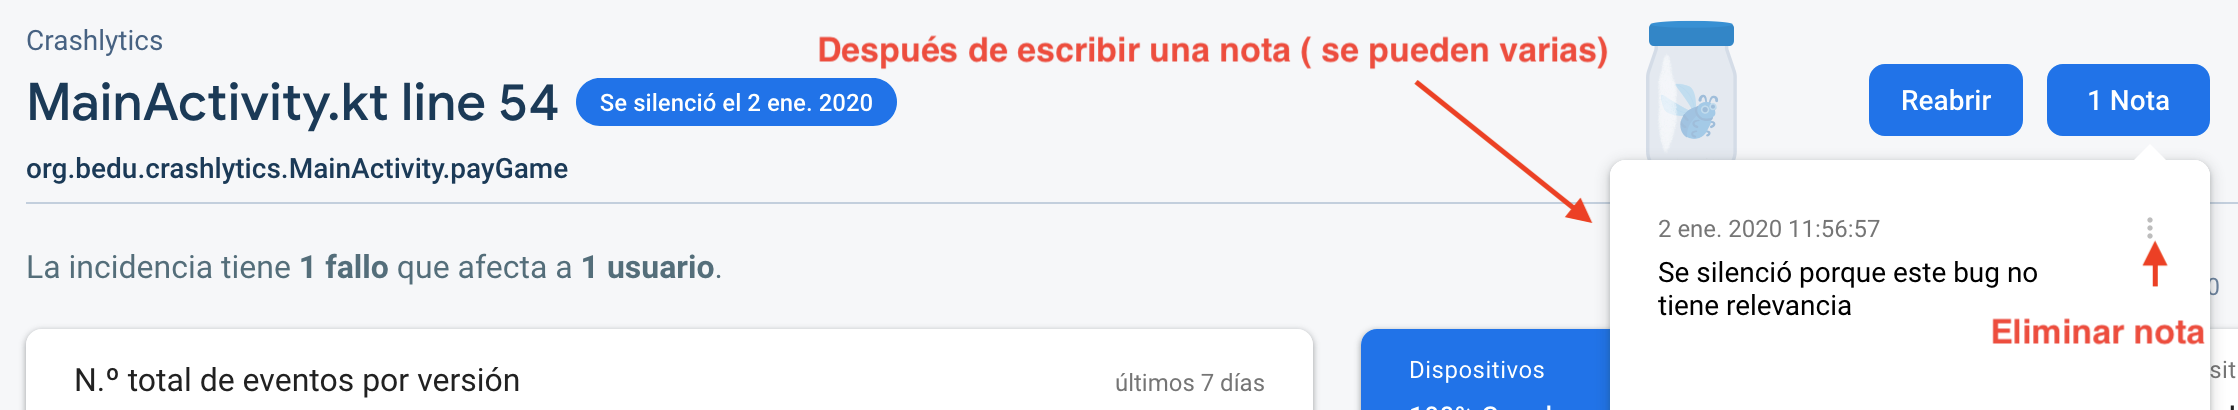 Crashlytics
Después de escribir una nota ( se pueden varias)
MainActivity.kt line 54
Se silenció el 2 ene. 2020
Reabrir
1 Nota
org.bedu.crashlytics.MainActivity.payGame
2 ene. 2020 11:56:57
La incidencia tiene 1 fallo que afecta a 1 usuario.
Se silenció porque este bug no
tiene relevancia
Eliminar nota
N.º total de eventos por versión
últimos 7 días
Dispositivos